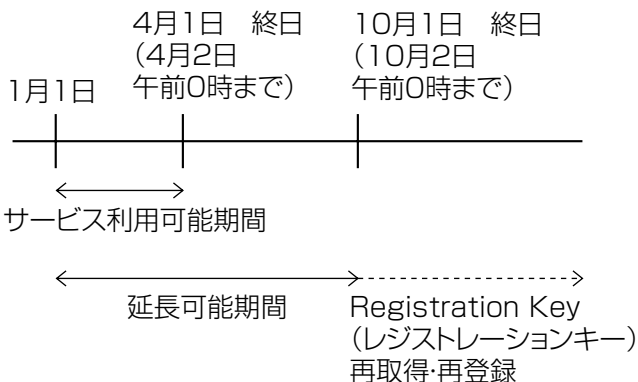 1月1日
4月1日　終日
（4月2日
午前0時まで）
10月1日　終日
（10月2日
午前0時まで）
サービス利用可能期間
延長可能期間
Registration Key
（レジストレーションキー）
再取得・再登録